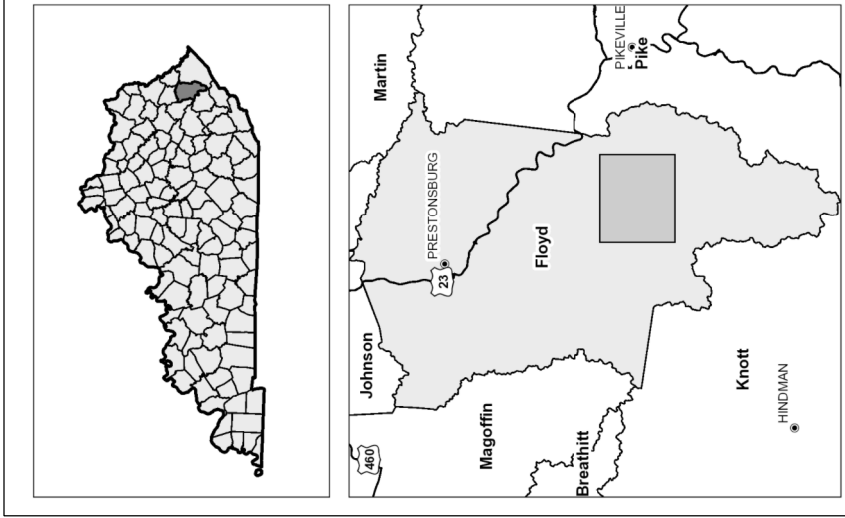 460
Johnson
Martin
PRESTONSBURG
23
Magoffin
Floyd
Breathitt
PIKEVILLE
Pike
Knott
HINDMAN